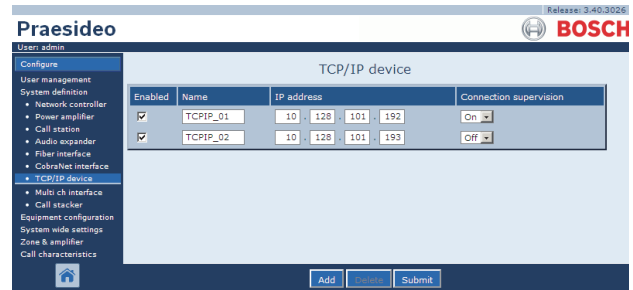 Release: 3.40.3026
Praesideo
BOSCH
User: admin
Configure
User management
System definition
• Network controller
• Power amplifier
• Call station
• Audio expander
• Fiber interface
• CobraNet interface
• TCP/IP device
• Multi ch interface
• Call stacker
Equipment configuration
System wide settings
Zone & amplifier
Call characteristics
TCP/IP device
Enabled Name IP address Connection supervision
TCPIP_01 10 . 128 . 101 . 192 On
TCPIP_02 10 . 128 . 101 . 193 Off
Add Delete Submit